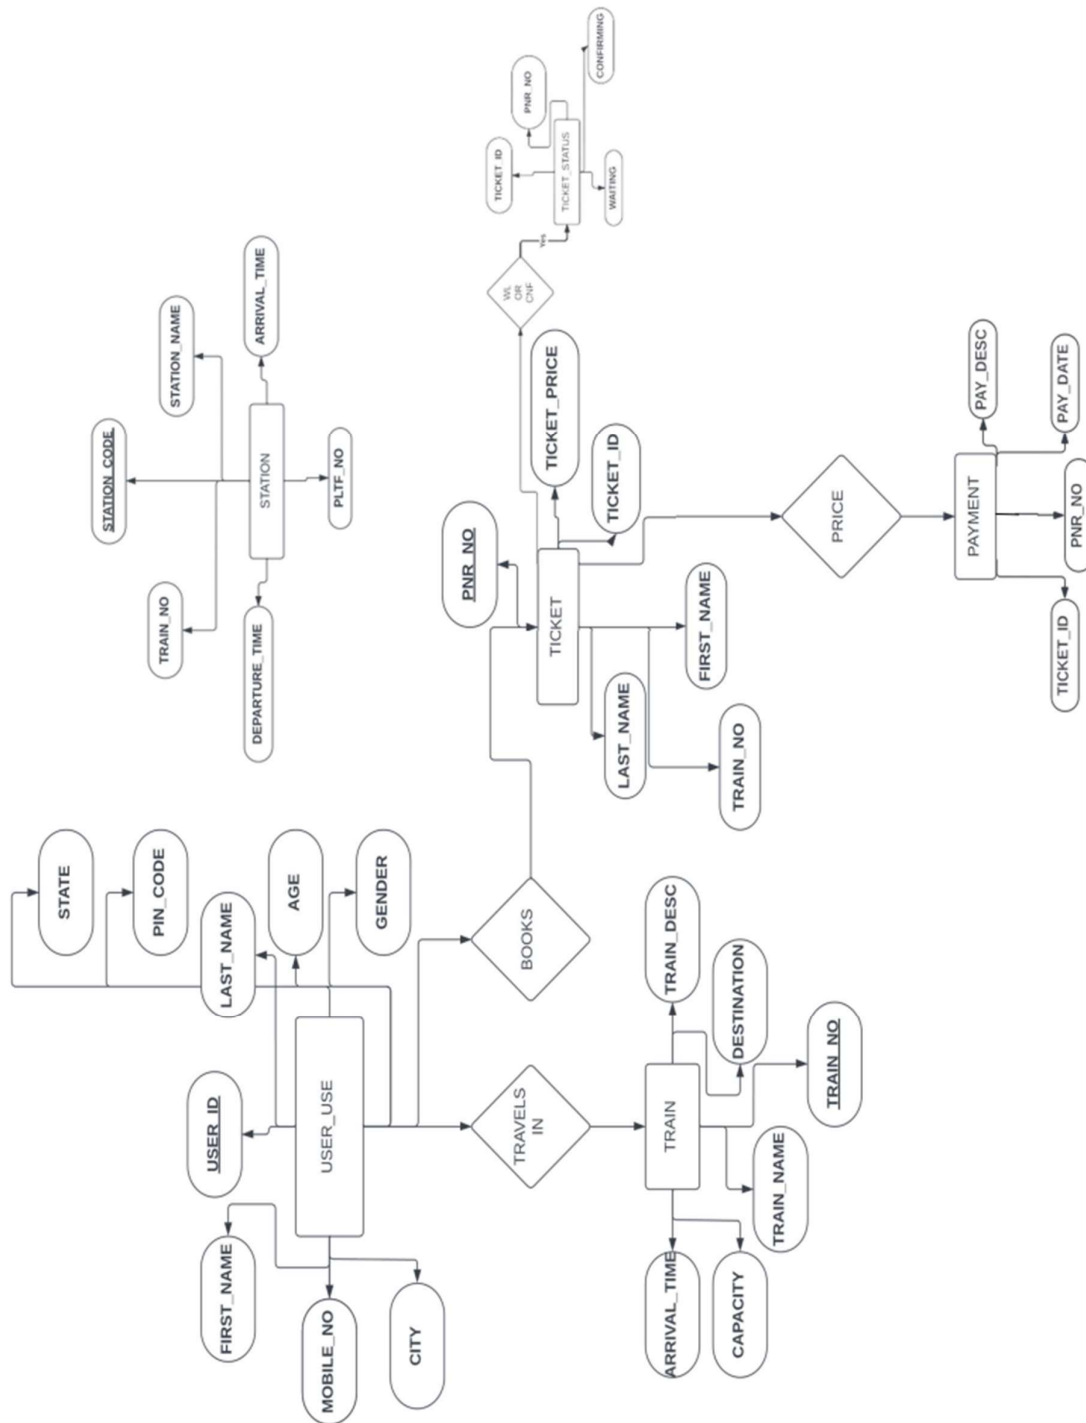 STATE
PIN_CODE
USER_ID
FIRST_NAME
LAST_NAME
AGE
MOBILE_NO
USER_USE
GENDER
CITY
TRAVELS
IN
BOOKS
ARRIVAL_TIME
TRAIN
TRAIN_DESC
CAPACITY
DESTINATION
TRAIN_NAME
TRAIN_NO
STATION_CODE
TRAIN_NO
STATION_NAME
DEPARTURE_TIME
STATION
ARRIVAL_TIME
PLTF_NO
PNR_NO
TICKET
TICKET_PRICE
LAST_NAME
TICKET_ID
FIRST_NAME
TRAIN_NO
WL
OR
CNF
Yes
TICKET_ID
PNR_NO
TICKET_STATUS
WAITING
CONFIRMING
PRICE
PAYMENT
PAY_DESC
TICKET_ID
PNR_NO
PAY_DATE